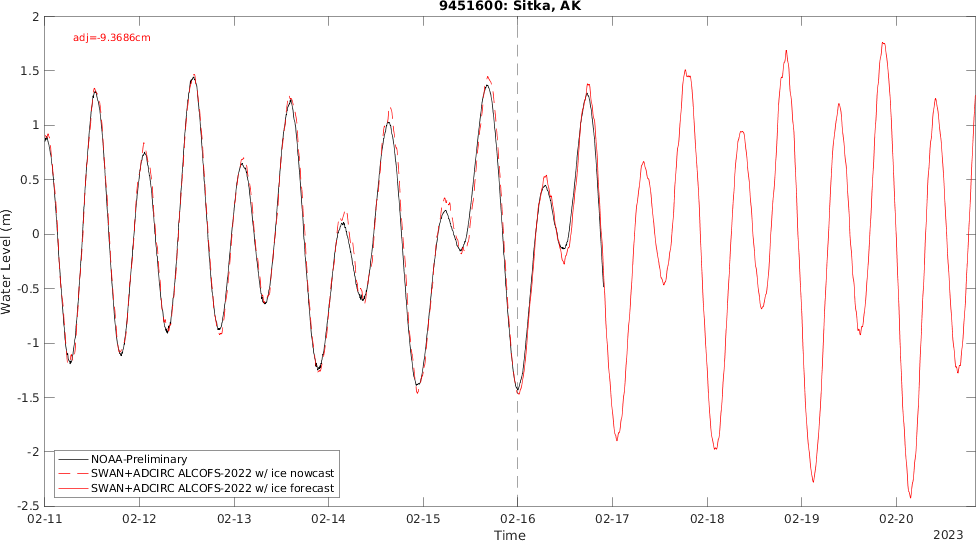 9451600: Sitka, AK
adj=-9.3686cm
2
1.5
1
0.5
0
-0.5
-1
-1.5
-2
-2.5
Water Level (m)
NOAA-Preliminary
SWAN+ADCIRC ALCOFS-2022 w/ ice nowcast
SWAN+ADCIRC ALCOFS-2022 w/ ice forecast
02-11 02-12 02-13 02-14 02-15 02-16 02-17 02-18 02-19 02-20
Time
2023